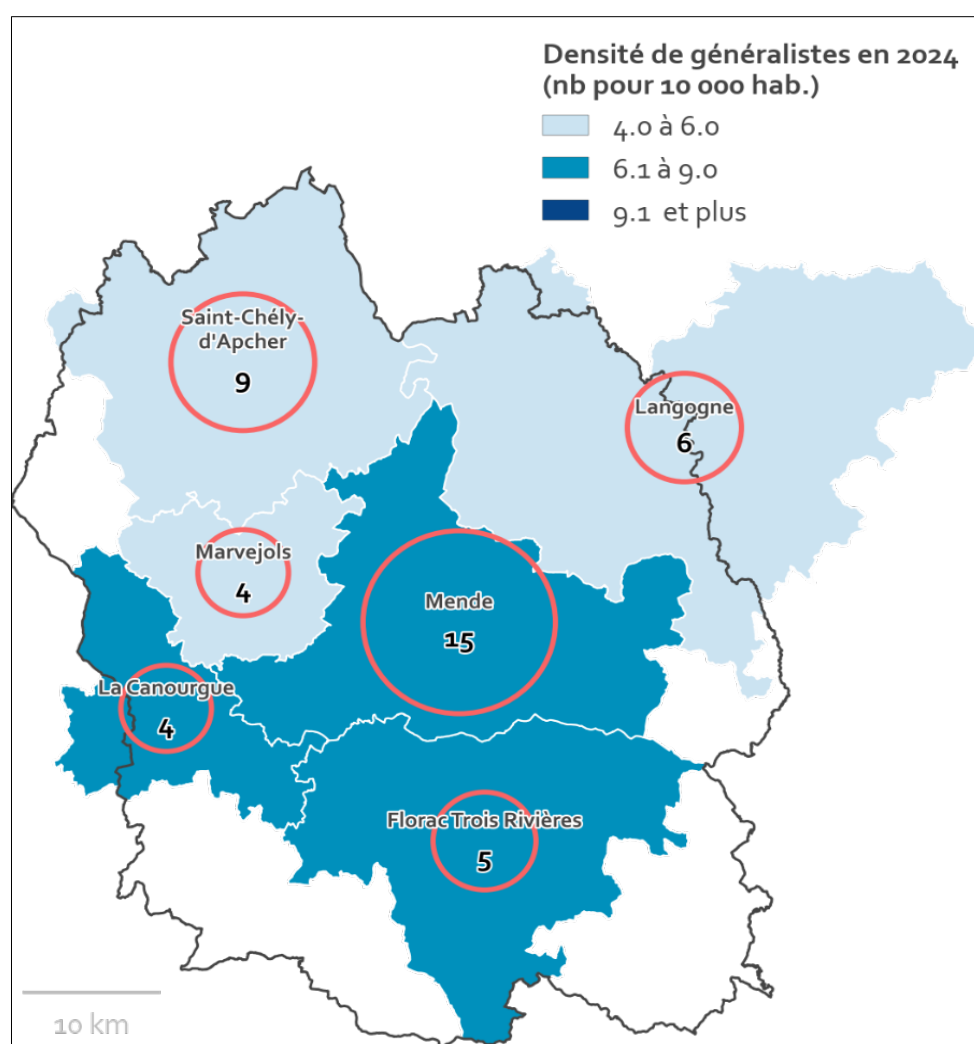 Densité de généralistes en 2024
(nb pour 10 000 hab.)
4.0 à 6.0
6.1 à 9.0
9.1 et plus
Saint-Chély-
d'Apcher
9
Langogne
6
Marvejols
4
Mende
15
La Canourgue
4
Florac Trois Rivières
5
10 km